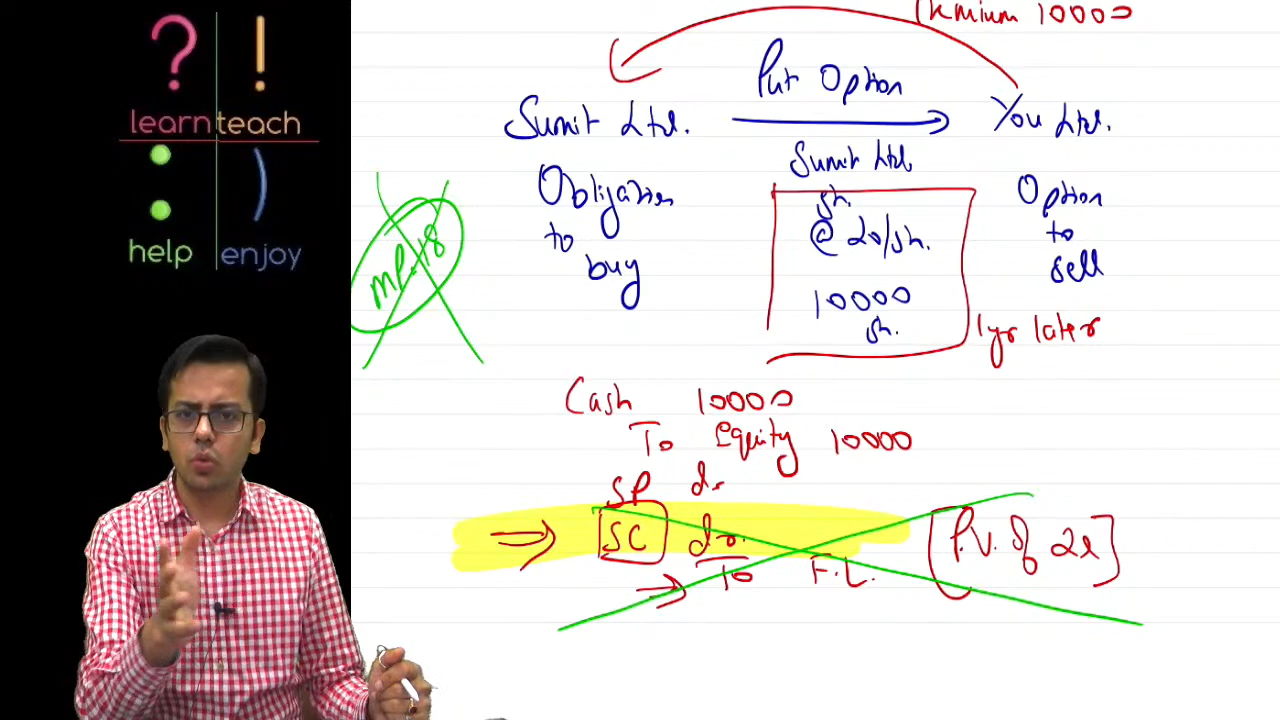 ? !
learn teach
: )
help enjoy
Premium 10000
Put Option
Sumit Ltd. You Ltd.
Sumit Ltd.
Obligation to buy
sh.
@ 20/sh.
10000
sh.
Option to sell
1yr later
MP. 18
Cash 10000
To Equity 10000
SP dr
SC dr.
To F.L. [P.V. of 2L]